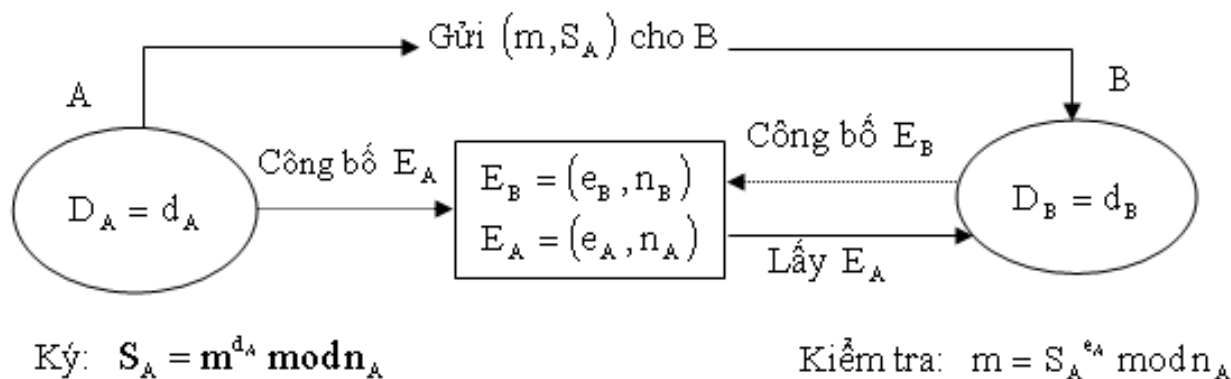 Gửi (m,S_A) cho B
A
B
Công bố E_A
Công bố E_B
D_A = d_A
E_B = (e_B, n_B)
E_A = (e_A, n_A)
D_B = d_B
Lấy E_A
Ký: S_A = m^{d_A} mod n_A
Kiểm tra: m = S_A^{e_A} mod n_A